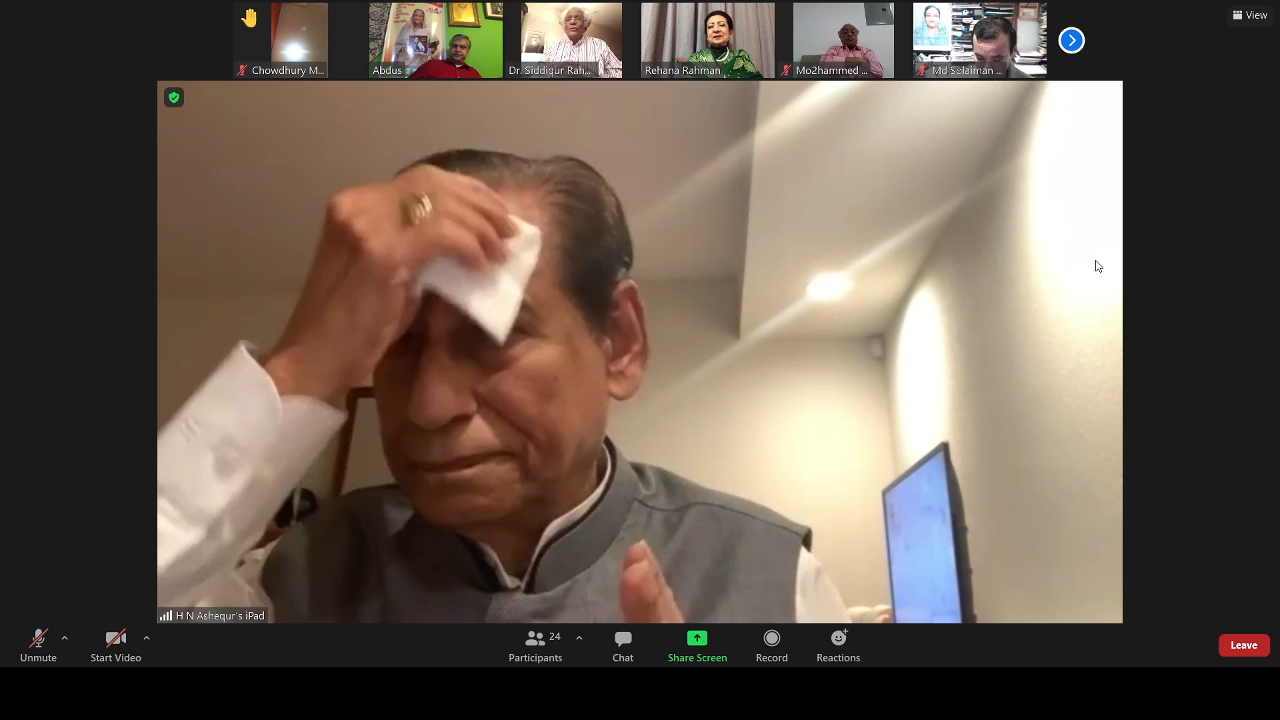 View
Chowdhury M...
Abdus
Dr. Siddiqur Rah...
Rehana Rahman
Mo2hammed ...
Md Solaiman ...
H N Ashequr's iPad
Unmute
Start Video
24
Participants
Chat
Share Screen
Record
Reactions
Leave